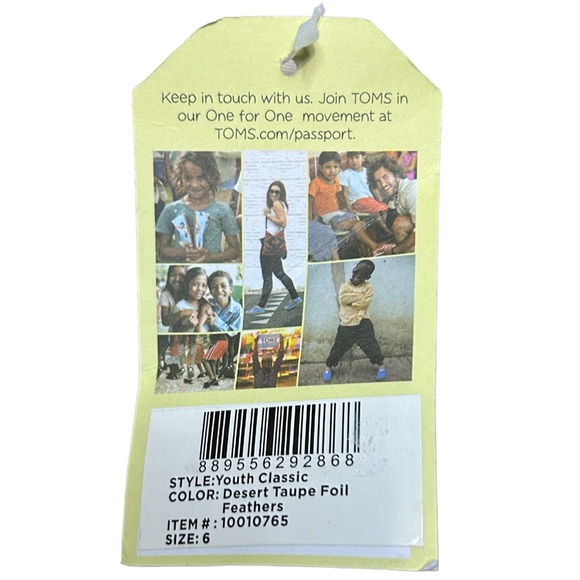 Keep in touch with us. Join TOMS in
our One for One movement at
TOMS.com/passport.
TOMS
889556292868
STYLE:Youth Classic
COLOR: Desert Taupe Foil
Feathers
ITEM # : 10010765
SIZE: 6